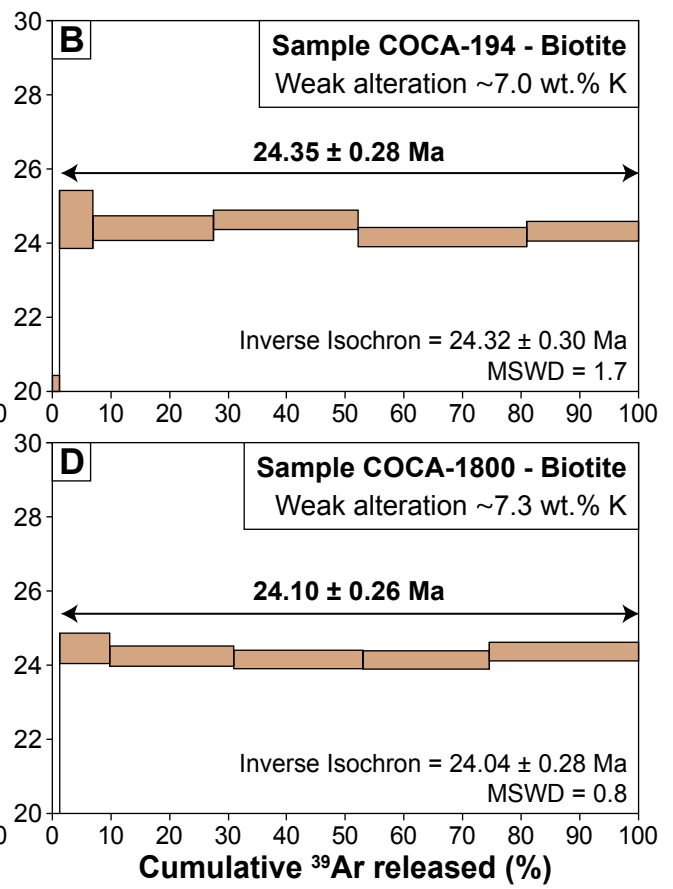 30
B
Sample COCA-194 - Biotite
Weak alteration ~7.0 wt.% K
28
24.35 ± 0.28 Ma
26
24
22
Inverse Isochron = 24.32 ± 0.30 Ma
MSWD = 1.7
20
0 0 10 20 30 40 50 60 70 80 90 100
30
D
Sample COCA-1800 - Biotite
Weak alteration ~7.3 wt.% K
28
24.10 ± 0.26 Ma
26
24
22
Inverse Isochron = 24.04 ± 0.28 Ma
MSWD = 0.8
20
0 0 10 20 30 40 50 60 70 80 90 100
Cumulative ³⁹Ar released (%)